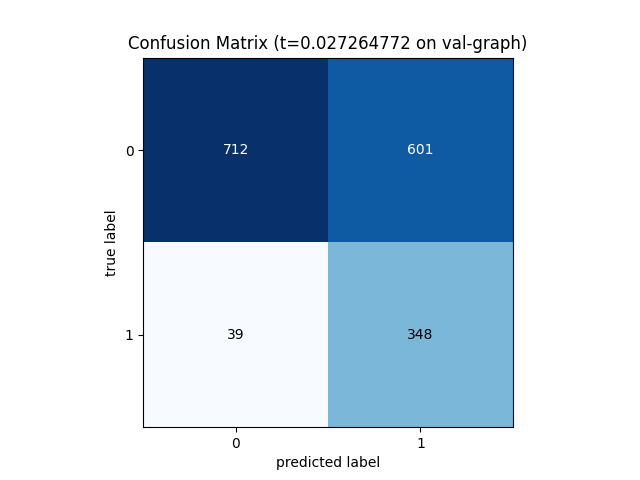 Confusion Matrix (t=0.027264772 on val-graph)
0
712
601
true label
1
39
348
0
1
predicted label